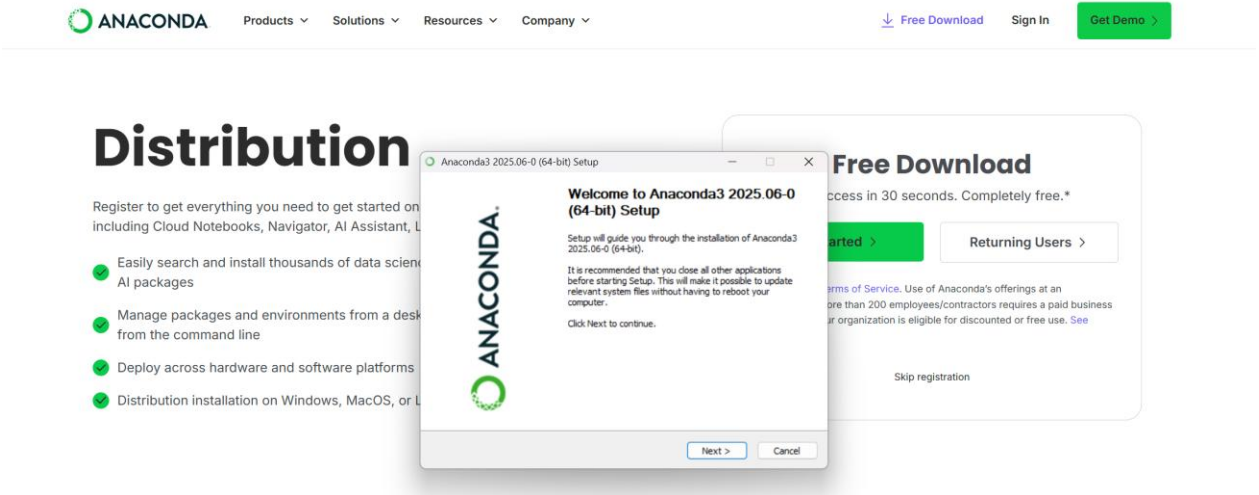 ANACONDA
Products
Solutions
Resources
Company
Free Download
Sign In
Get Demo
Distribution
Register to get everything you need to get started on
including Cloud Notebooks, Navigator, AI Assistant, L
Easily search and install thousands of data scien
AI packages
Manage packages and environments from a desk
from the command line
Deploy across hardware and software platforms
Distribution installation on Windows, MacOS, or L
Anaconda3 2025.06-0 (64-bit) Setup
ANACONDA.
Welcome to Anaconda3 2025.06-0
(64-bit) Setup
Setup will guide you through the installation of Anaconda3
2025.06-0 (64-bit).
It is recommended that you close all other applications
before starting Setup. This will make it possible to update
relevant system files without having to reboot your
computer.
Click Next to continue.
Next >
Cancel
Free Download
ccess in 30 seconds. Completely free.*
arted >
Returning Users >
erms of Service. Use of Anaconda's offerings at an
ore than 200 employees/contractors requires a paid business
ur organization is eligible for discounted or free use. See
Skip registration